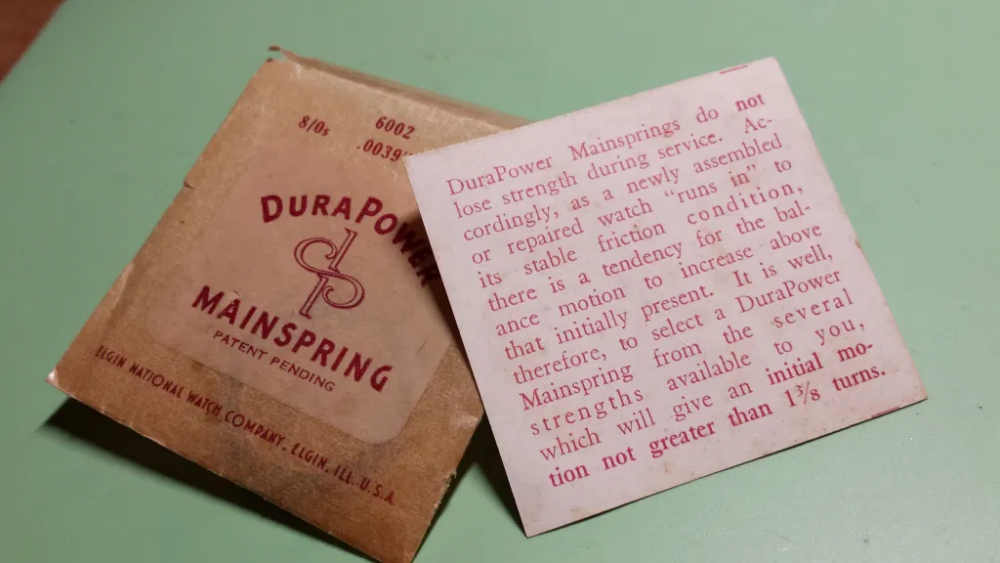 8/0s 6002
.0039
DURAPOWER
MAINSPRING
PATENT PENDING
ELGIN NATIONAL WATCH COMPANY, ELGIN, ILL. U.S.A.
DuraPower Mainsprings do not
lose strength during service. Ac-
cordingly, as a newly assembled
or repaired watch “runs in” to
its stable friction condition,
there is a tendency for the bal-
ance motion to increase above
that initially present. It is well,
therefore, to select a DuraPower
Mainspring from the several
strengths available to you,
which will give an initial mo-
tion not greater than 1⅜ turns.